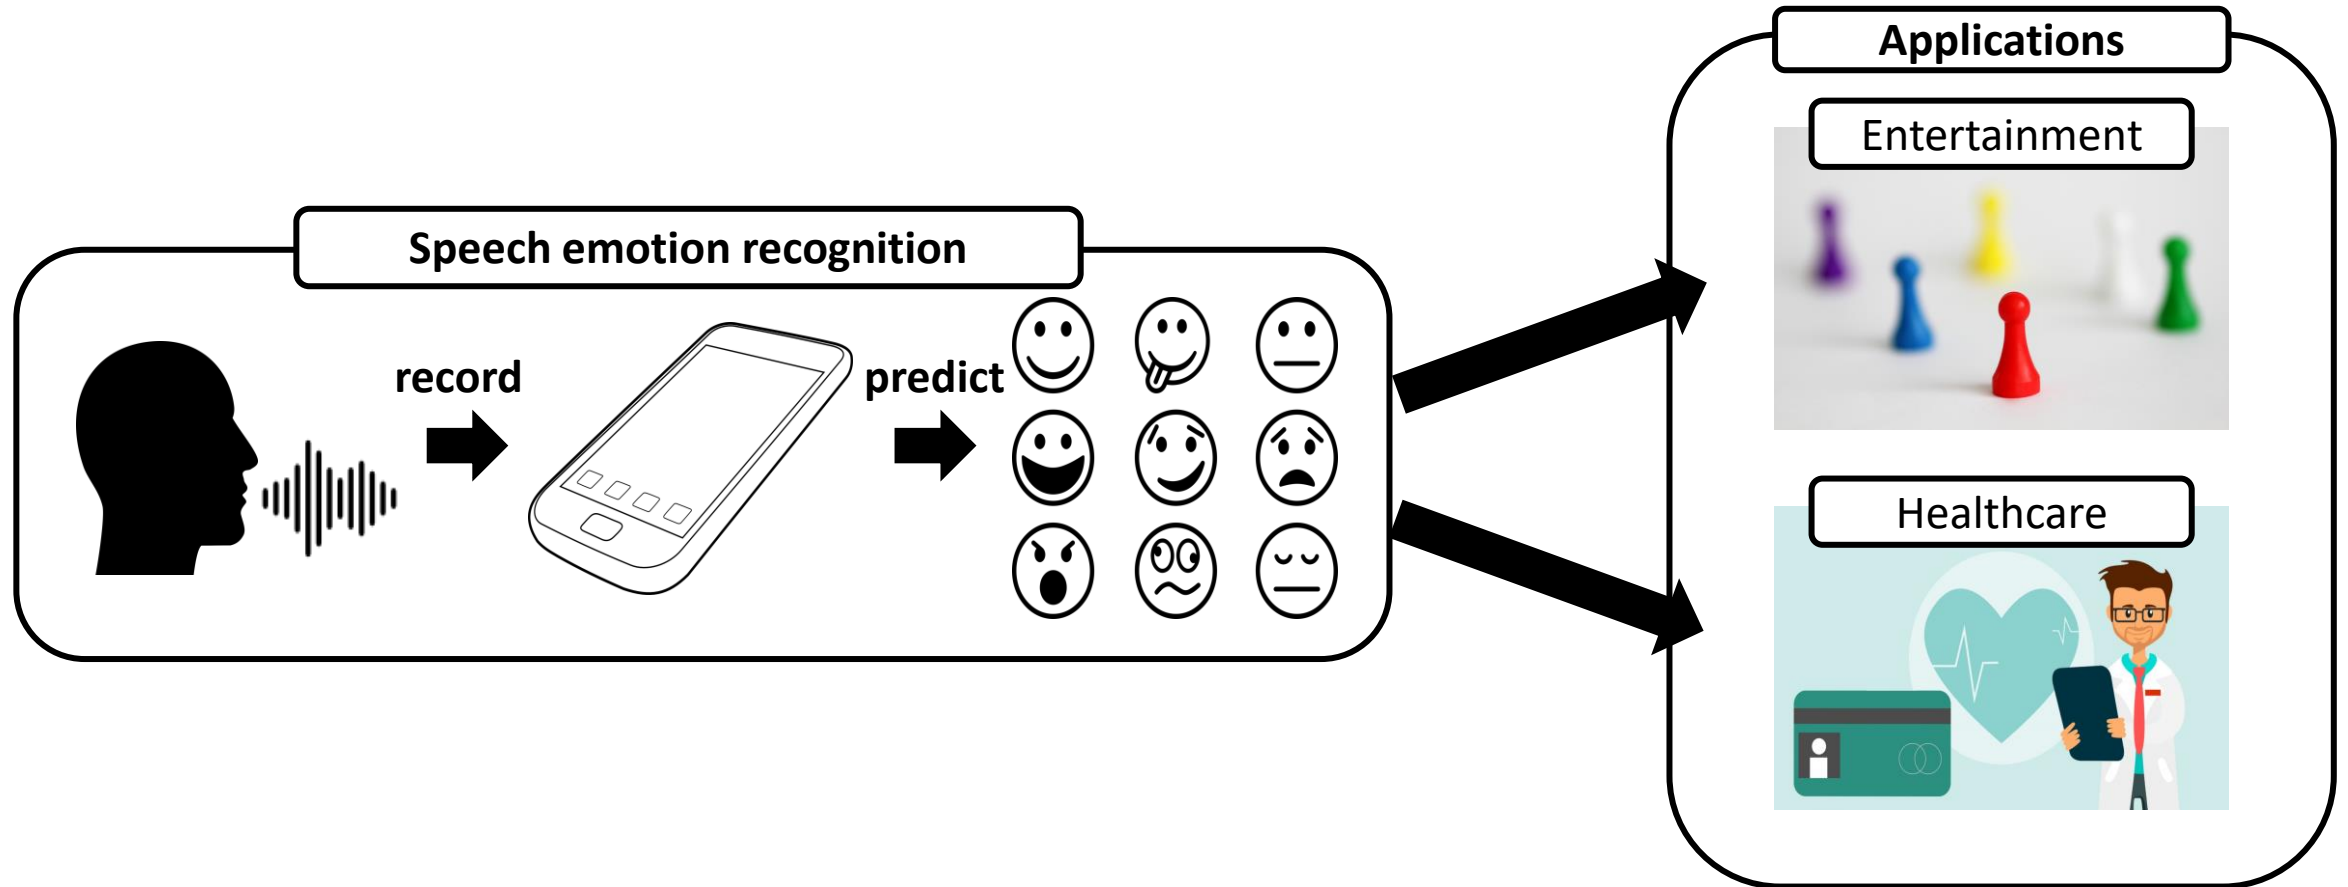 Speech emotion recognition
record
predict
Applications
Entertainment
Healthcare